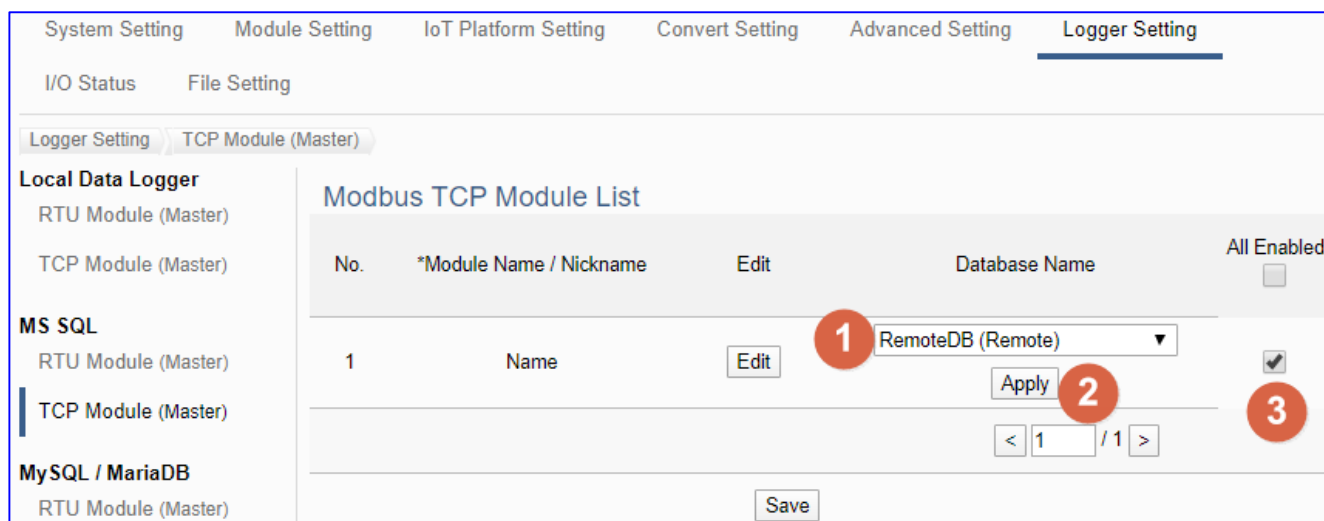 System Setting Module Setting IoT Platform Setting Convert Setting Advanced Setting Logger Setting
I/O Status File Setting
Logger Setting TCP Module (Master)
Local Data Logger
RTU Module (Master)
TCP Module (Master)
MS SQL
RTU Module (Master)
TCP Module (Master)
MySQL / MariaDB
RTU Module (Master)
Modbus TCP Module List
No. *Module Name / Nickname Edit Database Name All Enabled
1 Name Edit 1 RemoteDB (Remote)
Apply 2 3
< 1 / 1 >
Save